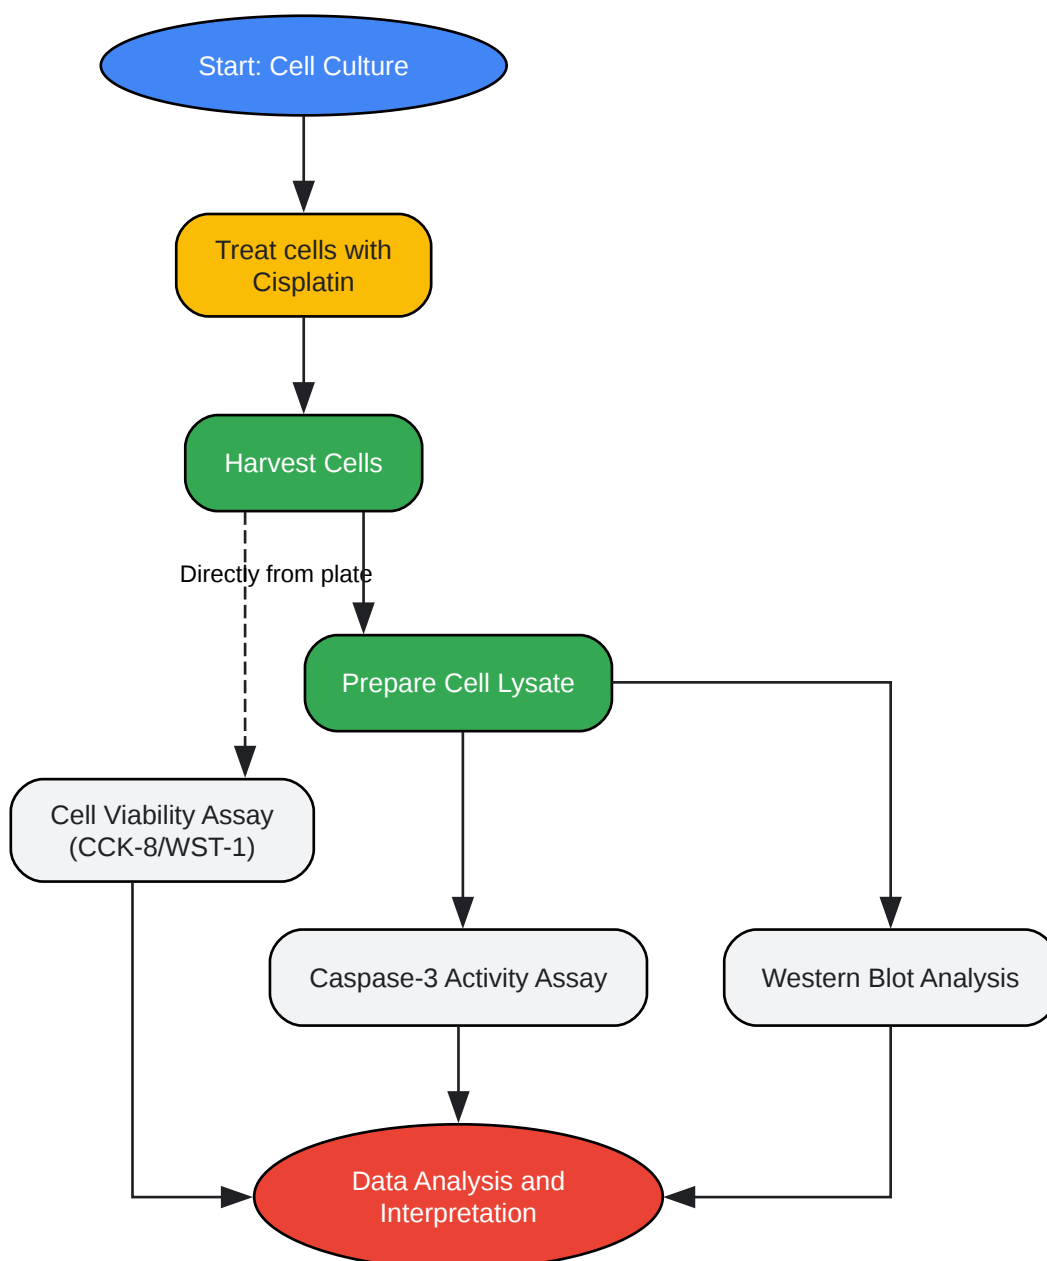 Start: Cell Culture
Treat cells with
Cisplatin
Harvest Cells
Directly from plate
Prepare Cell Lysate
Cell Viability Assay
(CCK-8/WST-1)
Caspase-3 Activity Assay
Western Blot Analysis
Data Analysis and
Interpretation